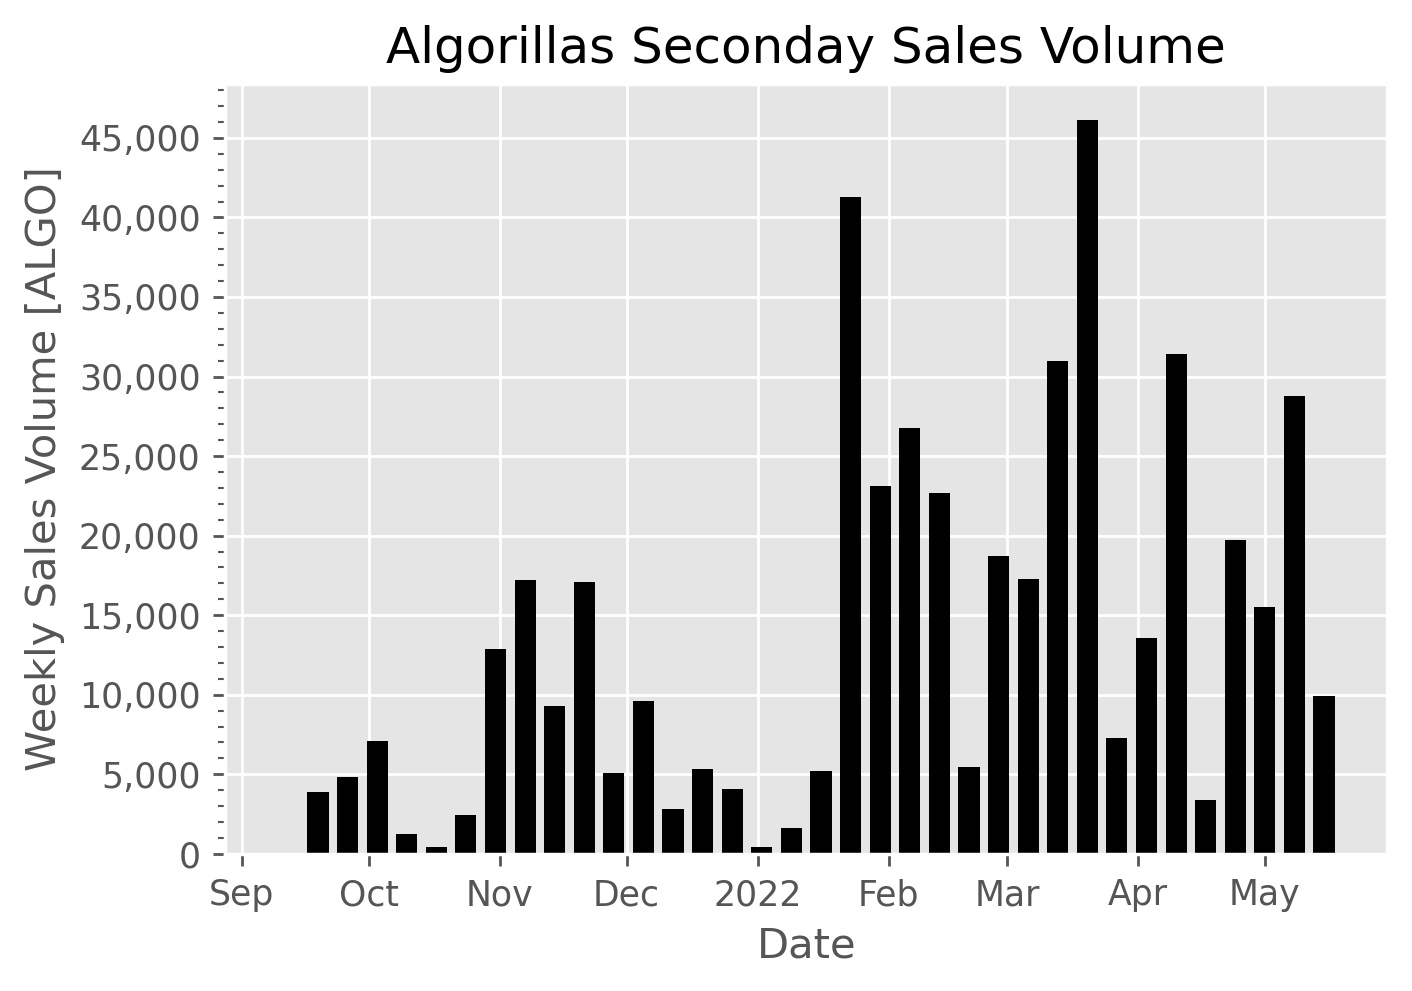 Algorillas Seconday Sales Volume
Weekly Sales Volume [ALGO]
45,000
40,000
35,000
30,000
25,000
20,000
15,000
10,000
5,000
0
Sep Oct Nov Dec 2022 Feb Mar Apr May
Date